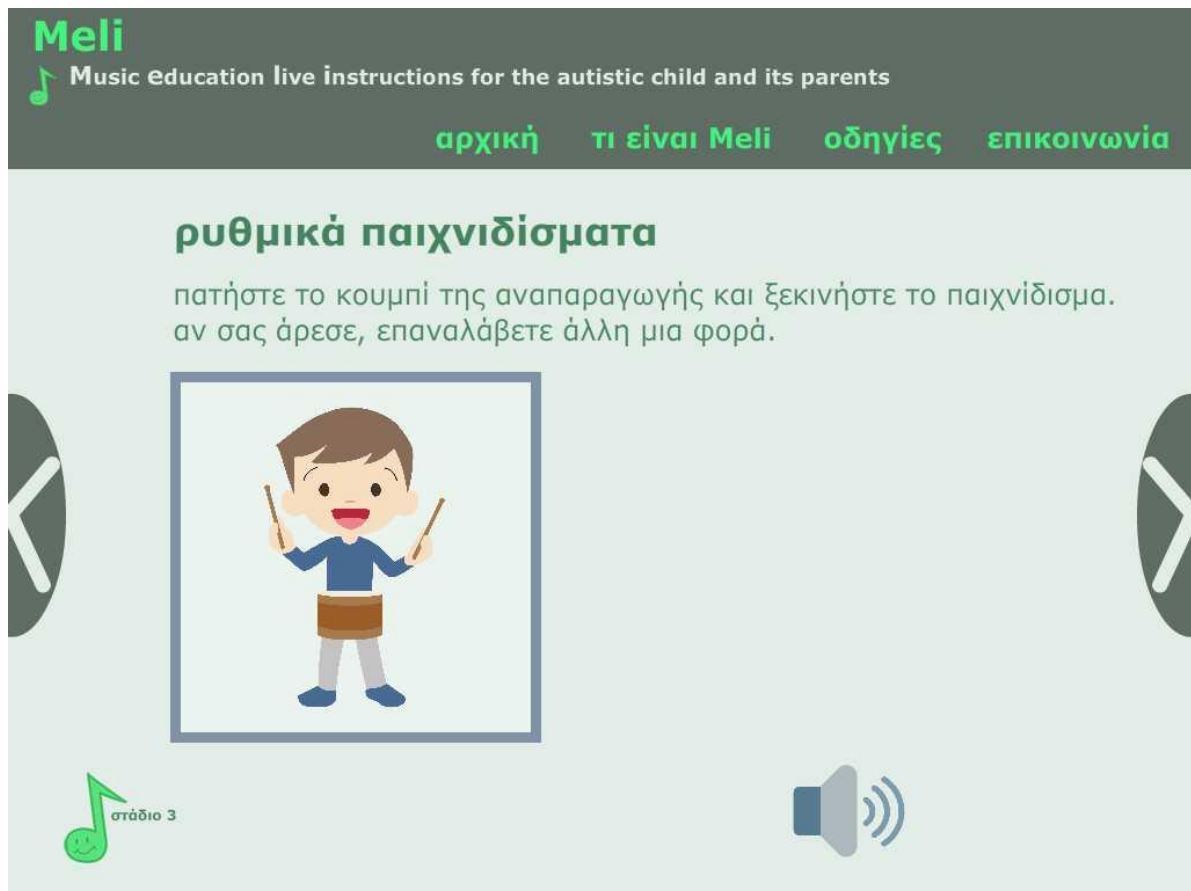 Meli
Music education live instructions for the autistic child and its parents
αρχική τι είναι Meli οδηγίες επικοινωνία
ρυθμικά παιχνιδίσματα
πατήστε το κουμπί της αναπαραγωγής και ξεκινήστε το παιχνίδισμα.
αν σας άρεσε, επαναλάβετε άλλη μια φορά.
στάδιο 3